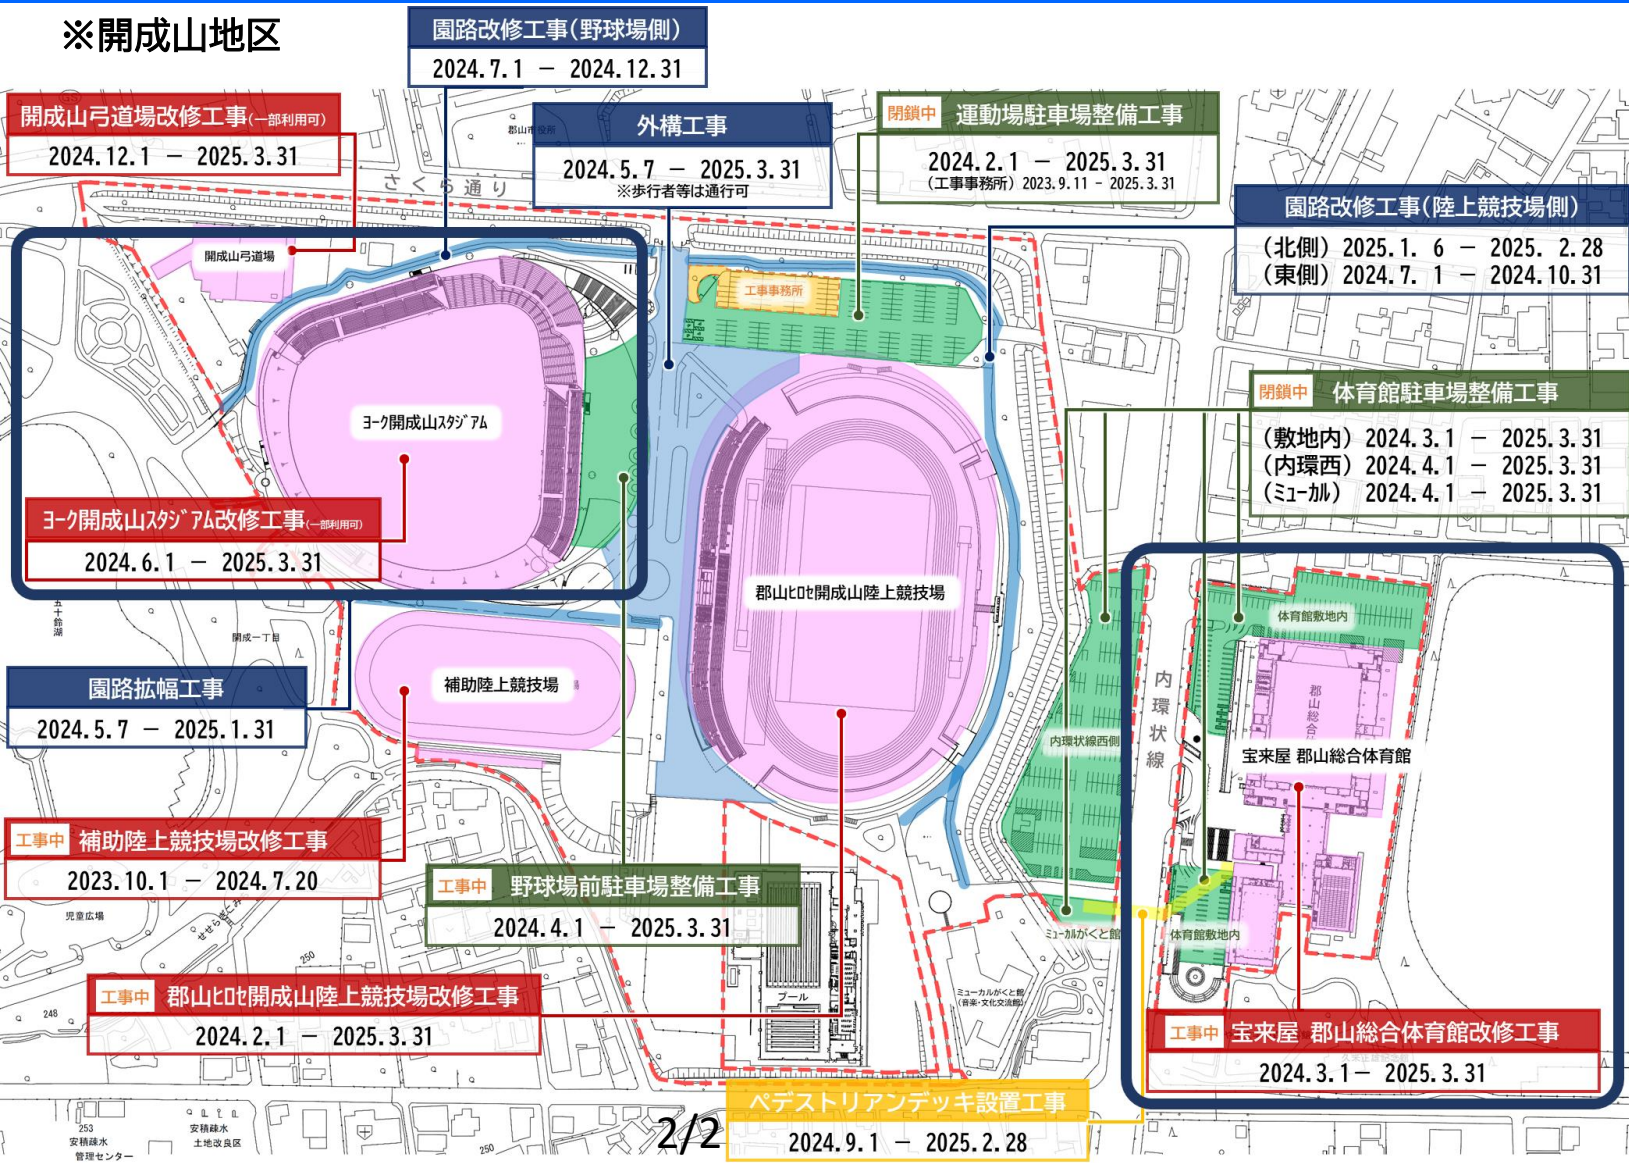 ※開成山地区
園路改修工事(野球場側)
2024.7.1 － 2024.12.31
開成山弓道場改修工事(一部利用可)
2024.12.1 － 2025.3.31
外構工事
2024.5.7 － 2025.3.31
※歩行者等は通行可
閉鎖中 運動場駐車場整備工事
2024.2.1 － 2025.3.31
(工事事務所) 2023.9.11 - 2025.3.31
園路改修工事(陸上競技場側)
(北側) 2025.1. 6 － 2025. 2.28
(東側) 2024.7. 1 － 2024.10.31
郡山市役所
さくら通り
開成山弓道場
工事事務所
ﾖｰｸ開成山ｽﾀｼﾞｱﾑ
閉鎖中 体育館駐車場整備工事
(敷地内) 2024.3.1 － 2025.3.31
(内環西) 2024.4.1 － 2025.3.31
(ﾐｭｰｶﾙ) 2024.4.1 － 2025.3.31
ﾖｰｸ開成山ｽﾀｼﾞｱﾑ改修工事(一部利用可)
2024.6.1 － 2025.3.31
郡山ﾋﾛｾ開成山陸上競技場
五十鈴湖
開成一丁目
体育館敷地内
補助陸上競技場
園路拡幅工事
2024.5.7 － 2025.1.31
内環状線
郡山総合
内環状線西側
宝来屋 郡山総合体育館
工事中 補助陸上競技場改修工事
2023.10.1 － 2024.7.20
工事中 野球場前駐車場整備工事
2024.4.1 － 2025.3.31
児童広場
せせらぎこみち
250
ﾐｭｰｶﾙがくと館
体育館敷地内
工事中 郡山ﾋﾛｾ開成山陸上競技場改修工事
2024.2.1 － 2025.3.31
プール
ミューカルがくと館
(音楽・文化交流館)
248
工事中 宝来屋 郡山総合体育館改修工事
2024.3.1－ 2025.3.31
ペデストリアンデッキ設置工事
2024.9.1 － 2025.2.28
2/2
253
安積疎水
管理センター
安積疎水
土地改良区
250